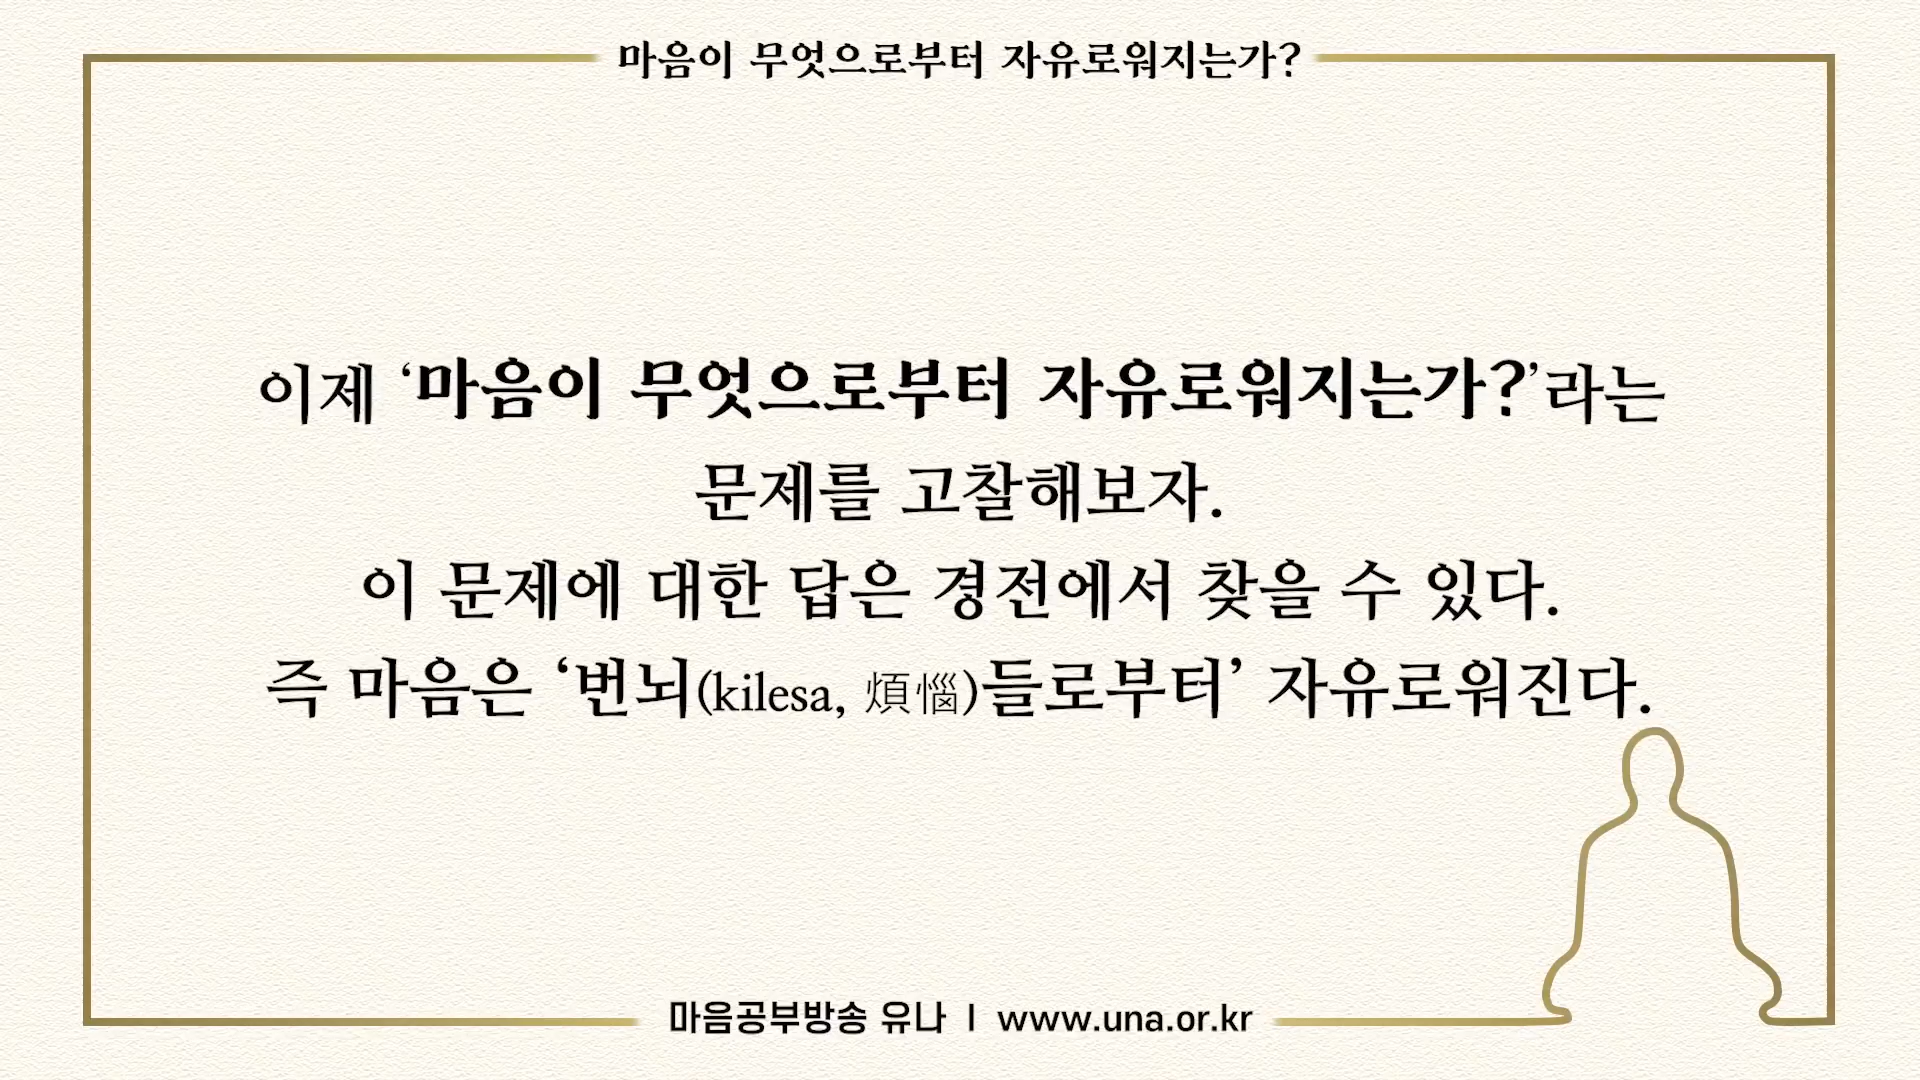 마음이 무엇으로부터 자유로워지는가?
이제 ‘마음이 무엇으로부터 자유로워지는가?’라는
문제를 고찰해보자.
이 문제에 대한 답은 경전에서 찾을 수 있다.
즉 마음은 ‘번뇌(kilesa, 煩惱)들로부터’ 자유로워진다.
마음공부방송 유나 | www.una.or.kr